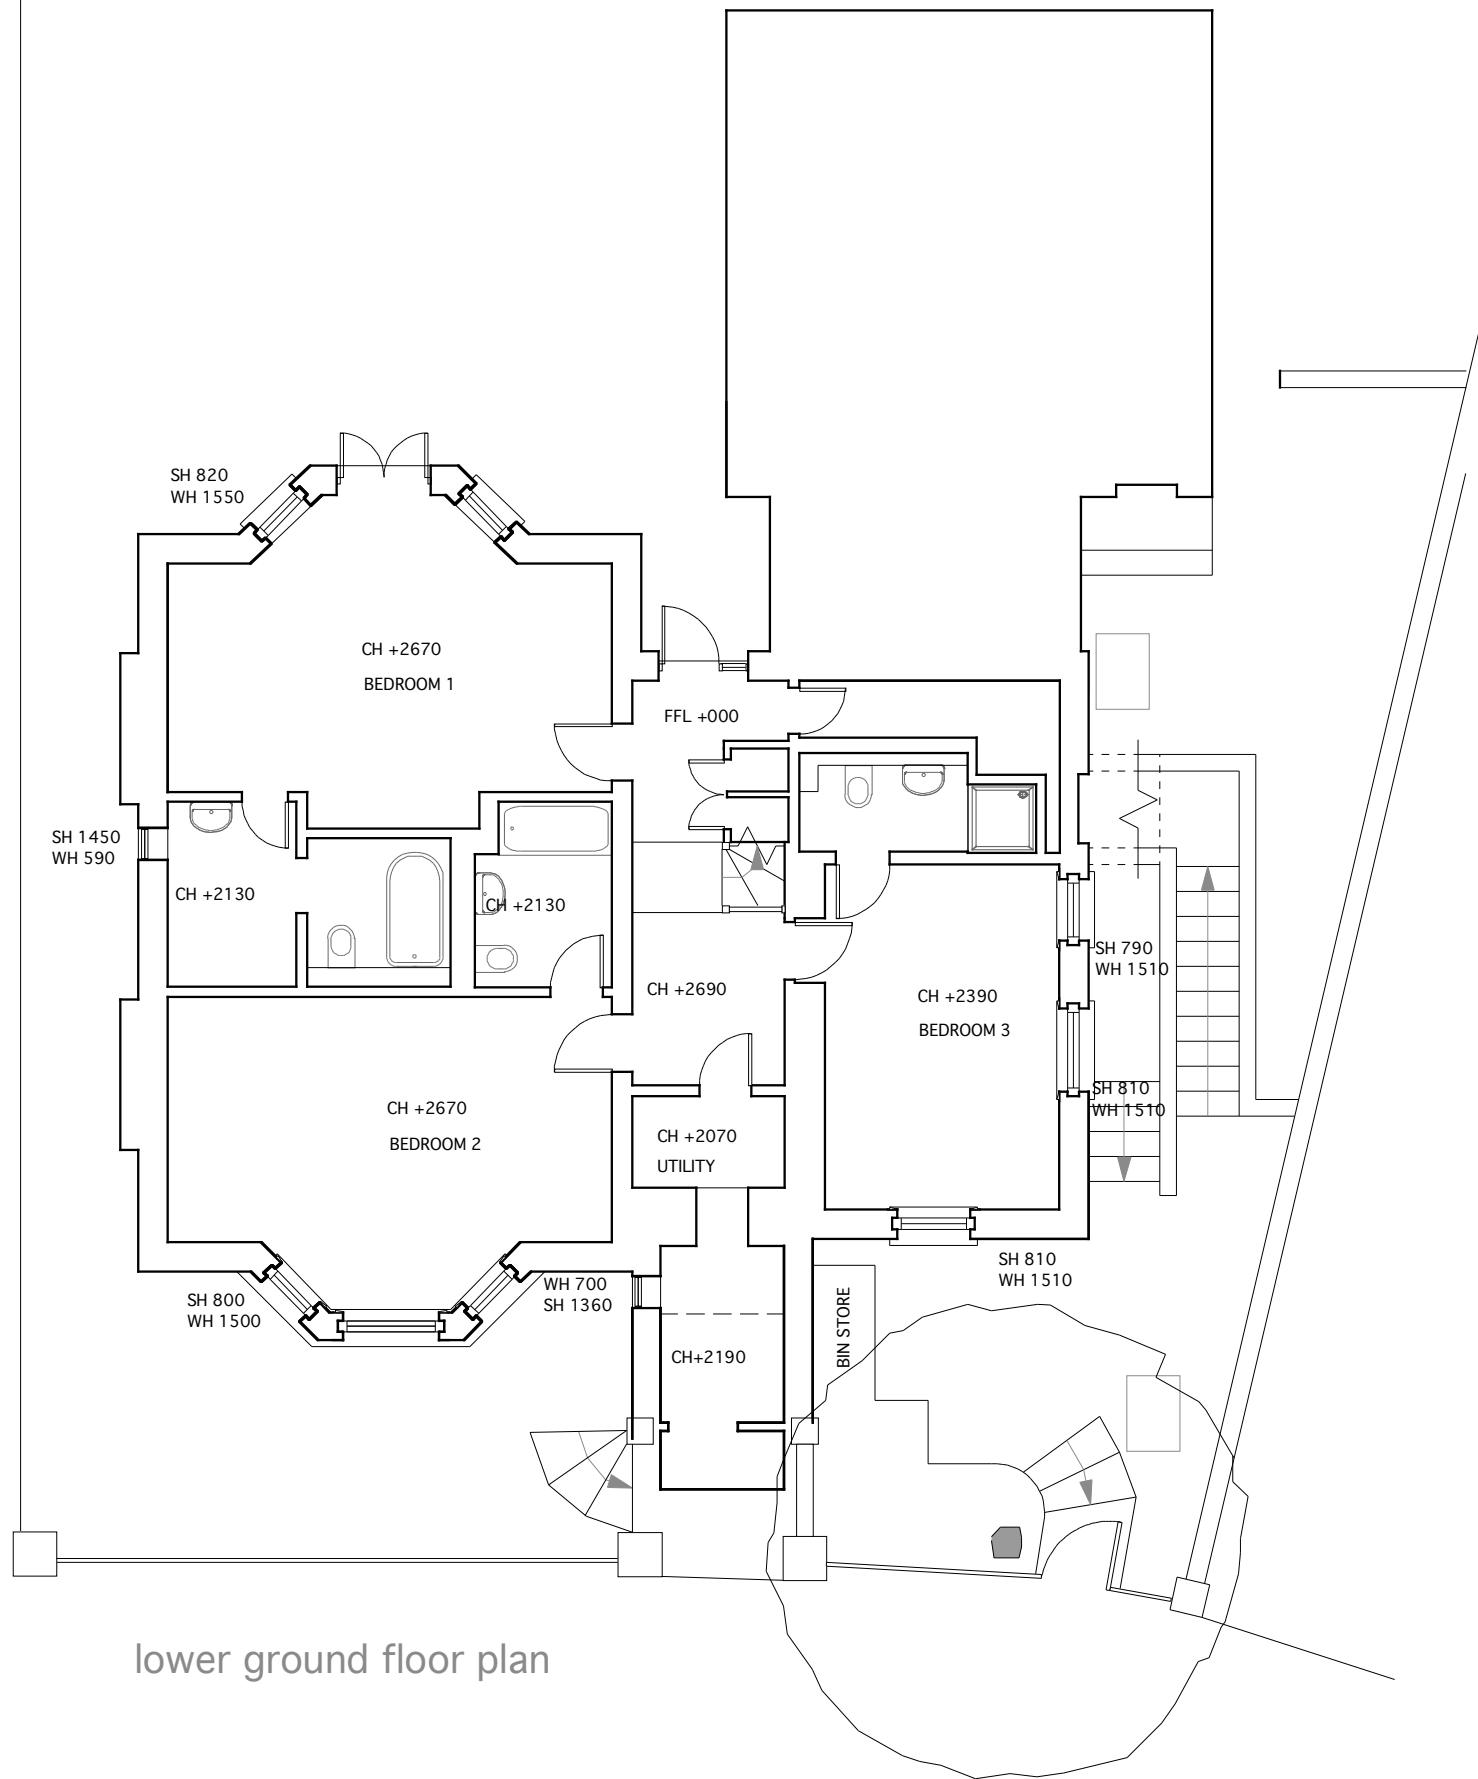 SH 820
WH 1550
CH +2670
BEDROOM 1
FFL +000
SH 1450
WH 590
CH +2130
CH +2130
SH 790
WH 1510
CH +2690
CH +2390
BEDROOM 3
SH 810
WH 1510
CH +2670
BEDROOM 2
CH +2070
UTILITY
SH 810
WH 1510
WH 700
SH 1360
SH 800
WH 1500
BIN STORE
CH+2190
lower ground floor plan